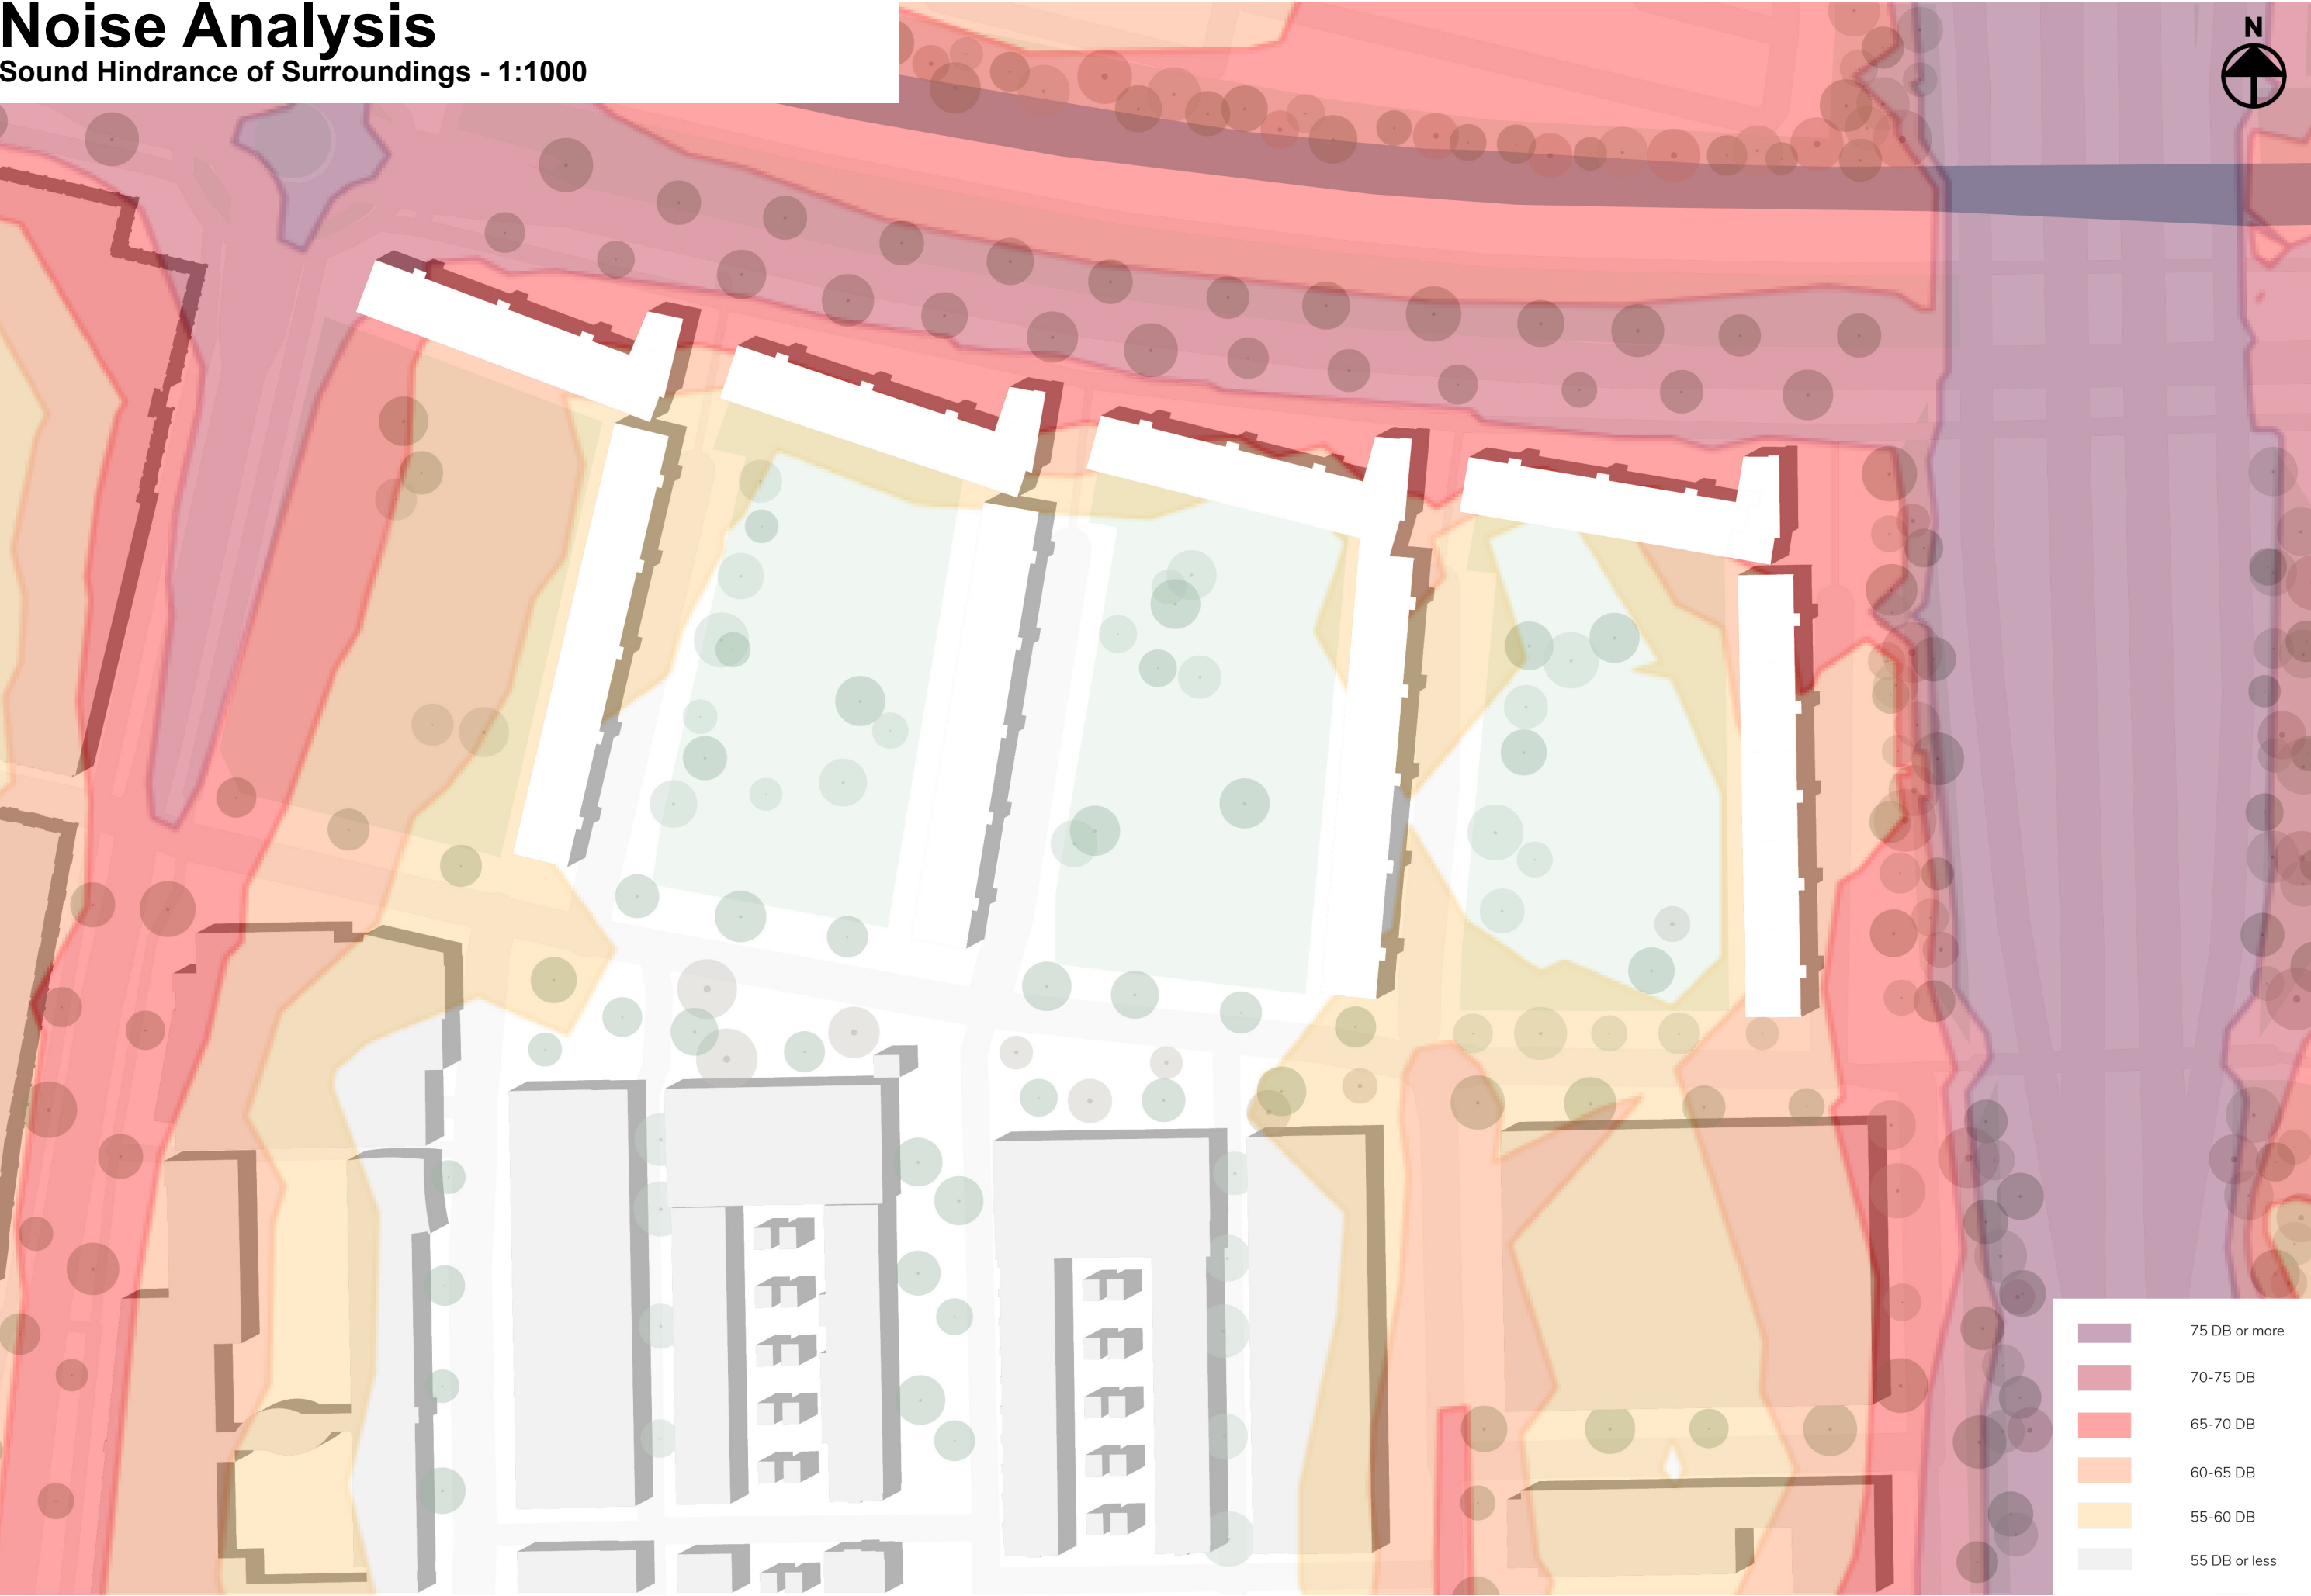 Noise Analysis
Sound Hindrance of Surroundings - 1:1000
N
75 DB or more
70-75 DB
65-70 DB
60-65 DB
55-60 DB
55 DB or less